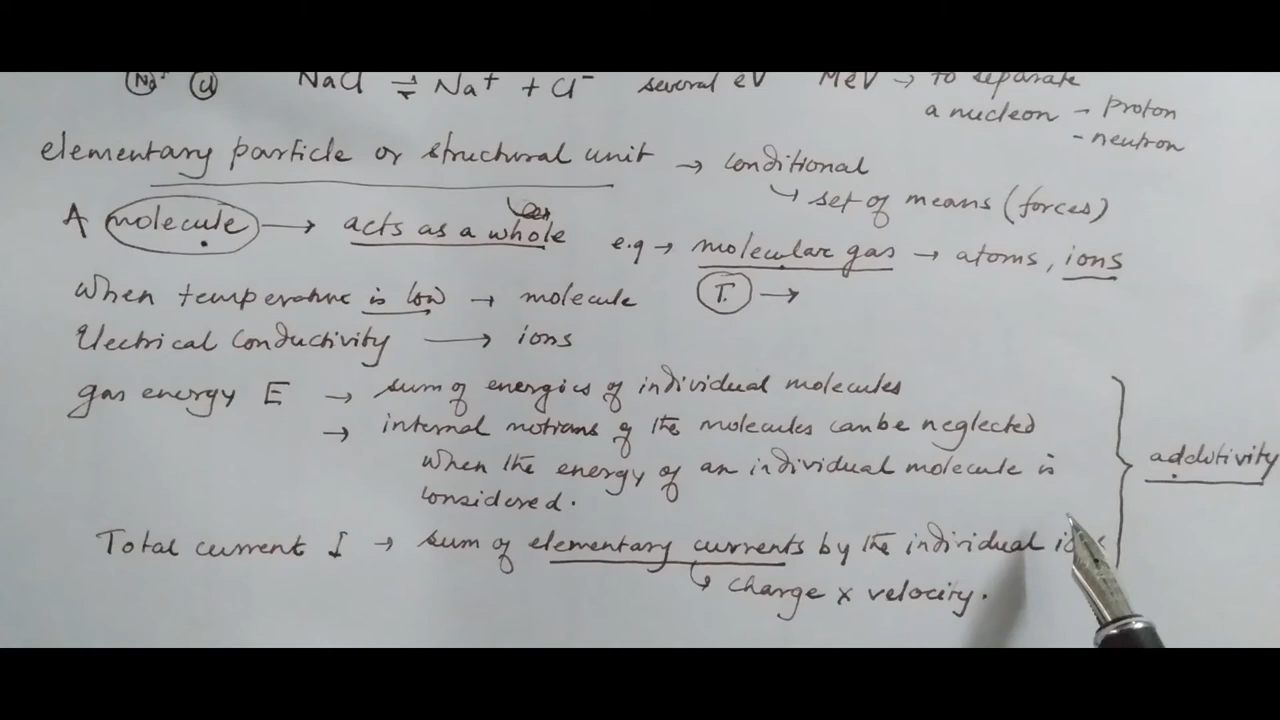 Na⁺ Cl NaCl ⇌ Na⁺ + Cl⁻ several eV MeV → to separate
a nucleon - Proton
- neutron
elementary particle or structural unit → conditional
↳ set of means (forces)
A molecule → acts as a whole e.g → molecular gas → atoms, ions
When temperature is low → molecule T. →
Electrical Conductivity → ions
gas energy E → sum of energies of individual molecules
→ internal motions of the molecules can be neglected
when the energy of an individual molecule is
considered.
additivity
Total current I → sum of elementary currents by the individual
↳ charge × velocity.